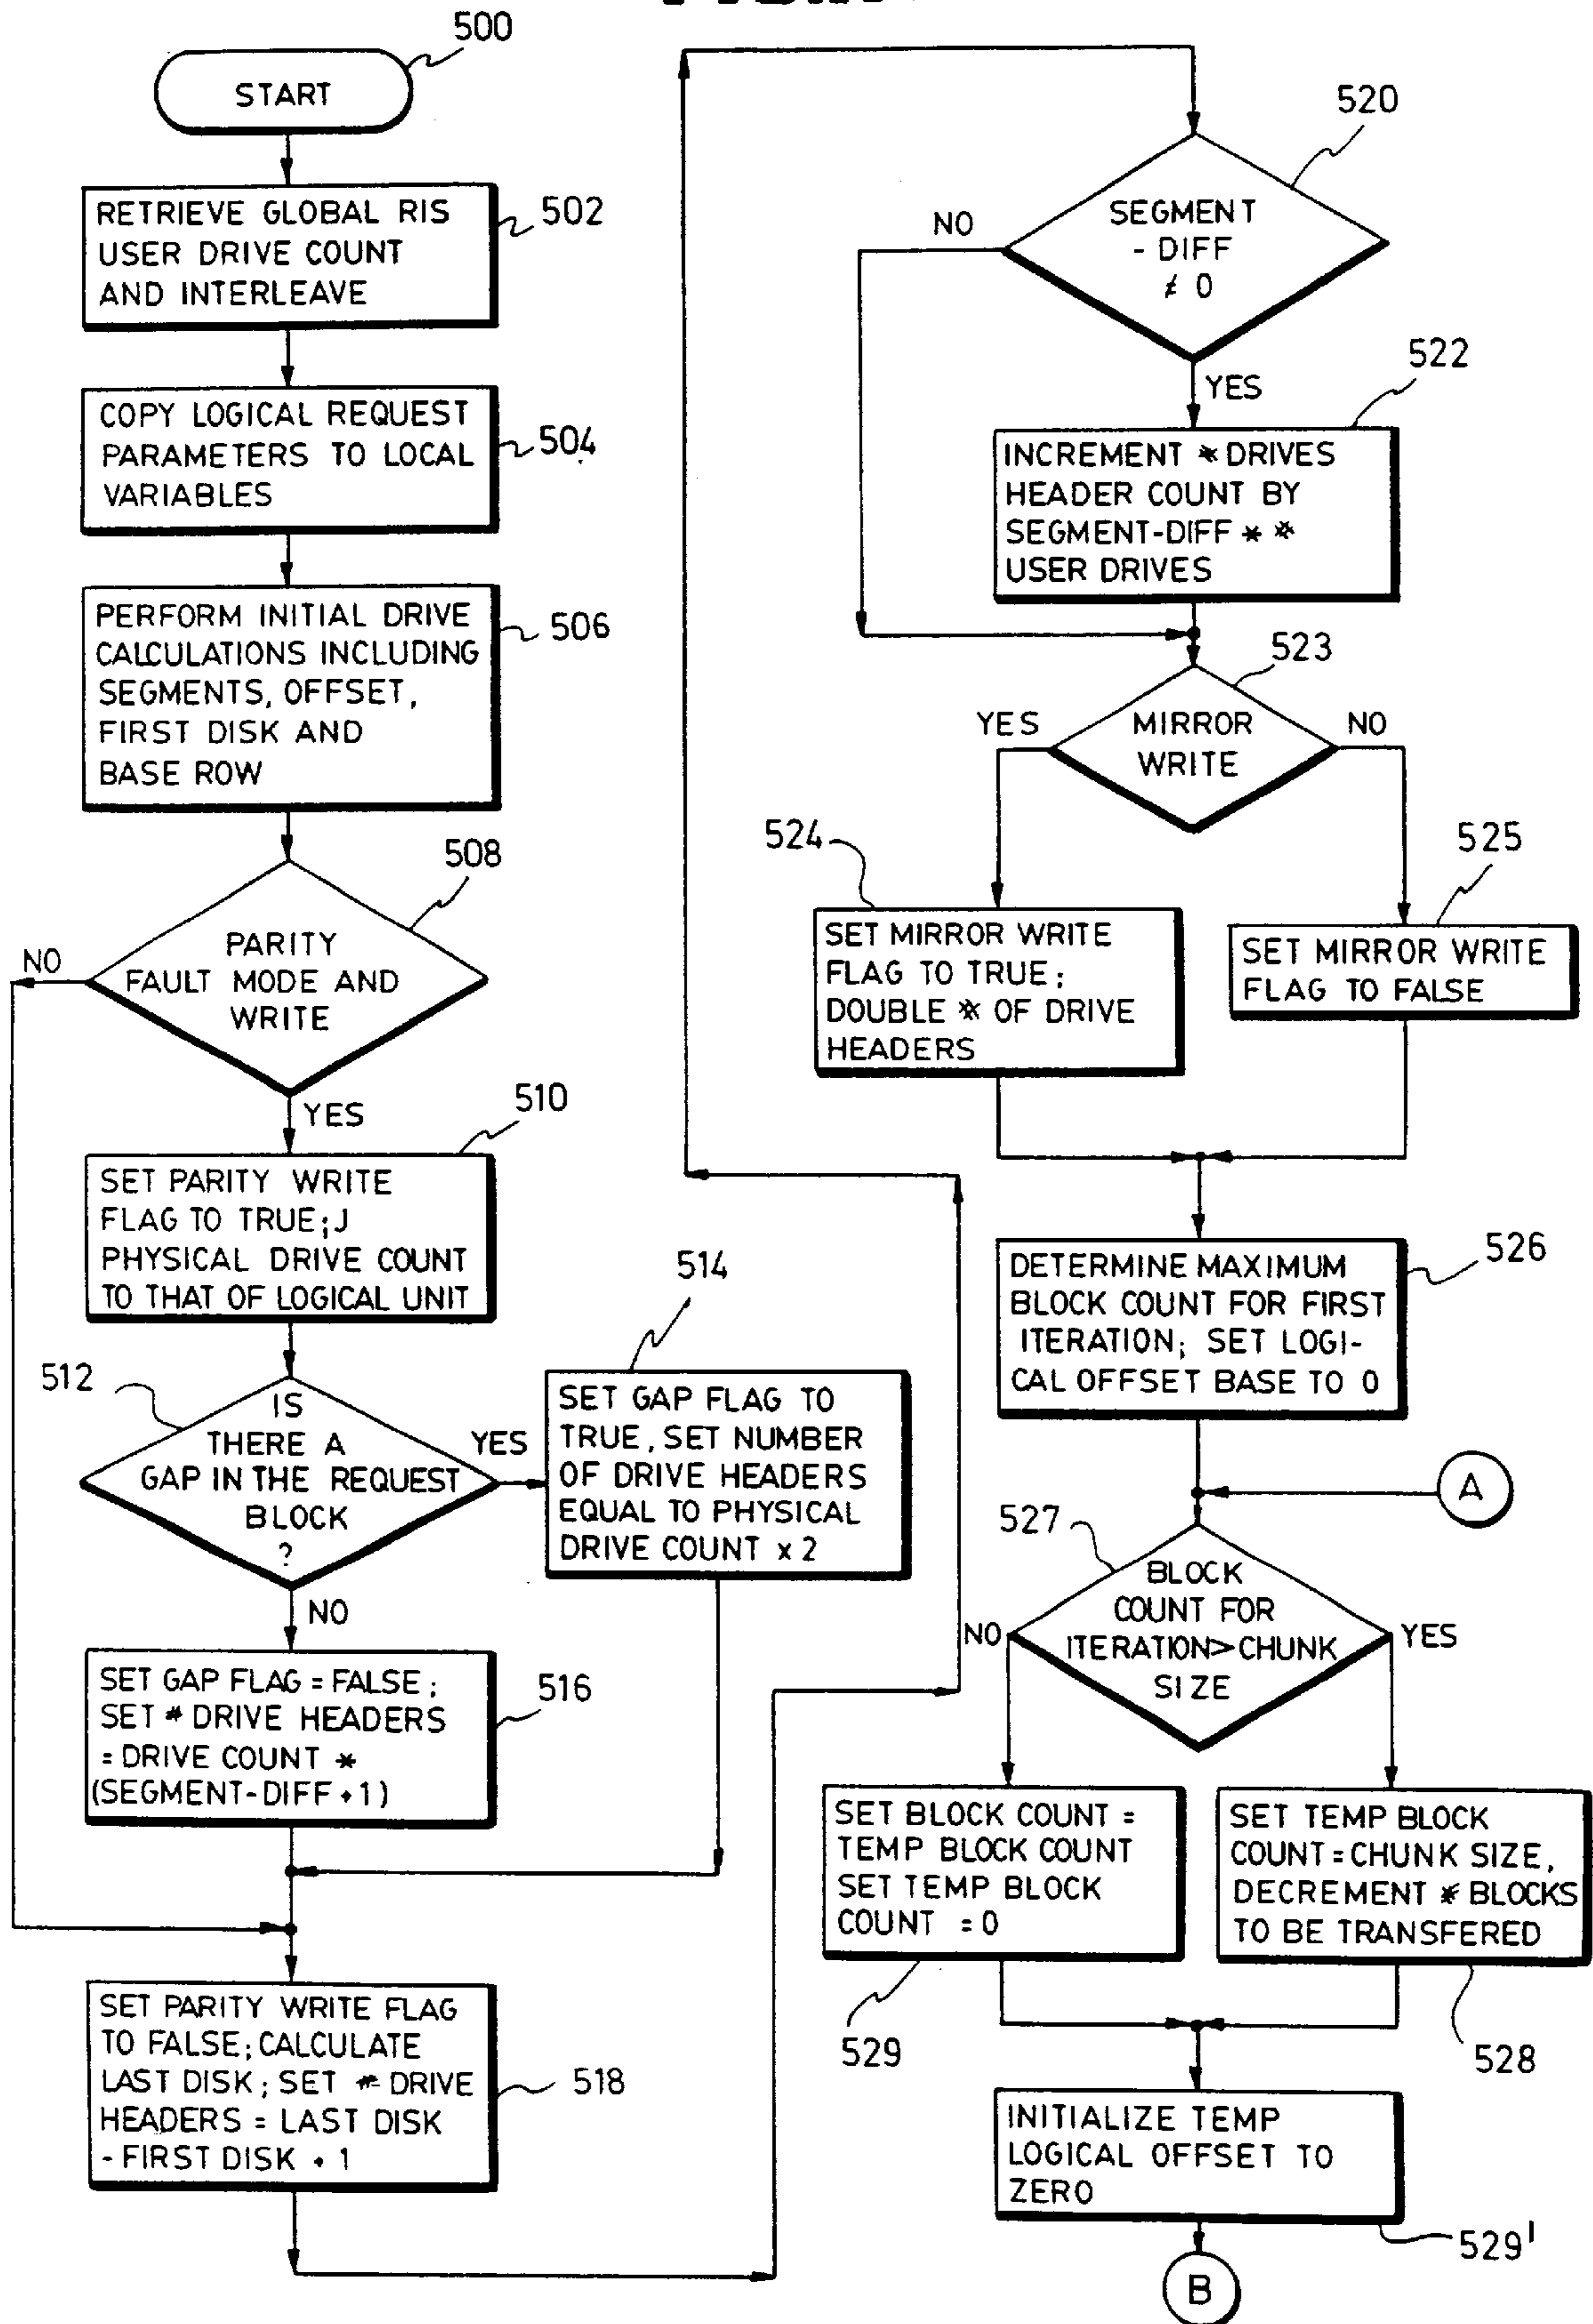 500
START
RETRIEVE GLOBAL RIS
USER DRIVE COUNT
AND INTERLEAVE
502
COPY LOGICAL REQUEST
PARAMETERS TO LOCAL
VARIABLES
504
PERFORM INITIAL DRIVE
CALCULATIONS INCLUDING
SEGMENTS, OFFSET,
FIRST DISK AND
BASE ROW
506
508
PARITY
FAULT MODE AND
WRITE
NO
YES
510
SET PARITY WRITE
FLAG TO TRUE;J
PHYSICAL DRIVE COUNT
TO THAT OF LOGICAL UNIT
512
IS
THERE A
GAP IN THE REQUEST
BLOCK
?
YES
NO
514
SET GAP FLAG TO
TRUE, SET NUMBER
OF DRIVE HEADERS
EQUAL TO PHYSICAL
DRIVE COUNT x 2
SET GAP FLAG = FALSE;
SET # DRIVE HEADERS
= DRIVE COUNT *
(SEGMENT-DIFF + 1)
516
SET PARITY WRITE FLAG
TO FALSE; CALCULATE
LAST DISK; SET # DRIVE
HEADERS = LAST DISK
- FIRST DISK + 1
518
520
SEGMENT
- DIFF
≠ 0
NO
YES
522
INCREMENT # DRIVES
HEADER COUNT BY
SEGMENT-DIFF * #
USER DRIVES
523
MIRROR
WRITE
YES
NO
524
SET MIRROR WRITE
FLAG TO TRUE;
DOUBLE # OF DRIVE
HEADERS
525
SET MIRROR WRITE
FLAG TO FALSE
526
DETERMINE MAXIMUM
BLOCK COUNT FOR FIRST
ITERATION; SET LOGI-
CAL OFFSET BASE TO 0
A
527
BLOCK
COUNT FOR
ITERATION> CHUNK
SIZE
NO
YES
SET BLOCK COUNT =
TEMP BLOCK COUNT
SET TEMP BLOCK
COUNT = 0
529
SET TEMP BLOCK
COUNT = CHUNK SIZE,
DECREMENT # BLOCKS
TO BE TRANSFERED
528
INITIALIZE TEMP
LOGICAL OFFSET TO
ZERO
529'
B